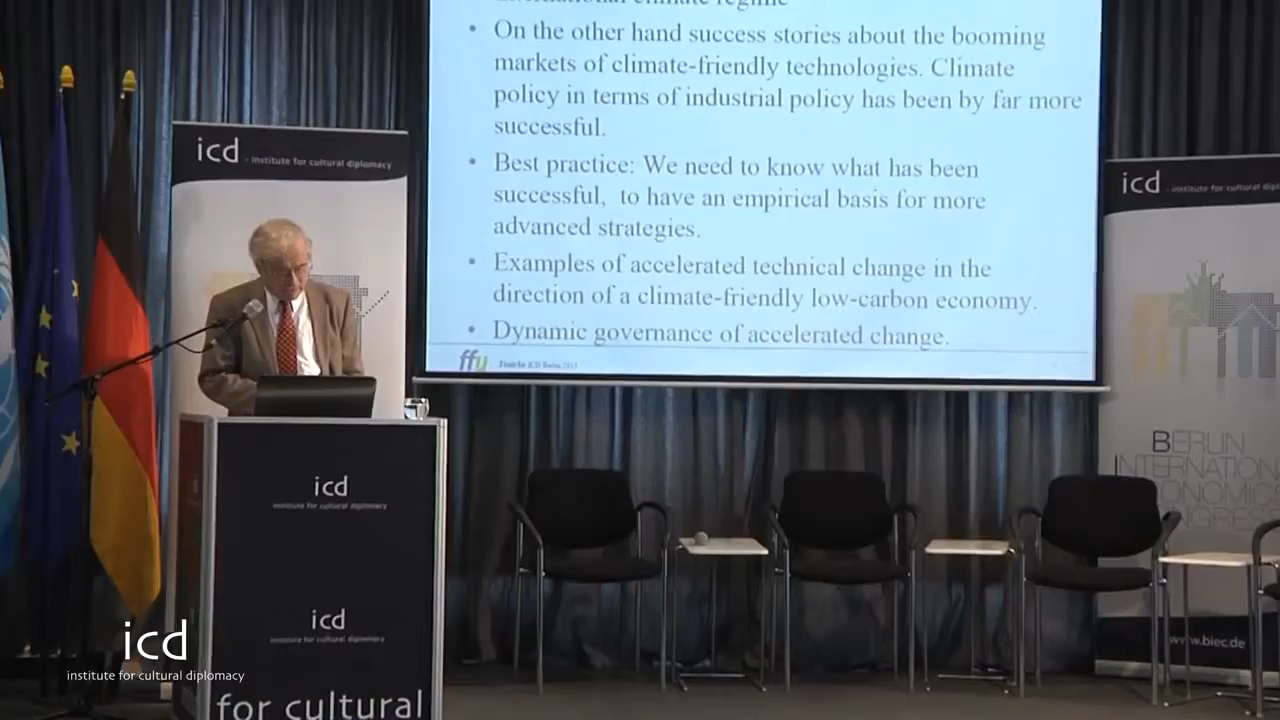 international climate regime
• On the other hand success stories about the booming
markets of climate-friendly technologies. Climate
policy in terms of industrial policy has been by far more
successful.
• Best practice: We need to know what has been
successful,  to have an empirical basis for more
advanced strategies.
• Examples of accelerated technical change in the
direction of a climate-friendly low-carbon economy.
• Dynamic governance of accelerated change.
ffu
icd - institute for cultural diplomacy
icd - institute for cultural dip
BERLIN
INTERNATION
www.biec.de
icd
institute for cultural diplomacy
icd
institute for cultural diplomacy
for cultural
icd
institute for cultural diplomacy